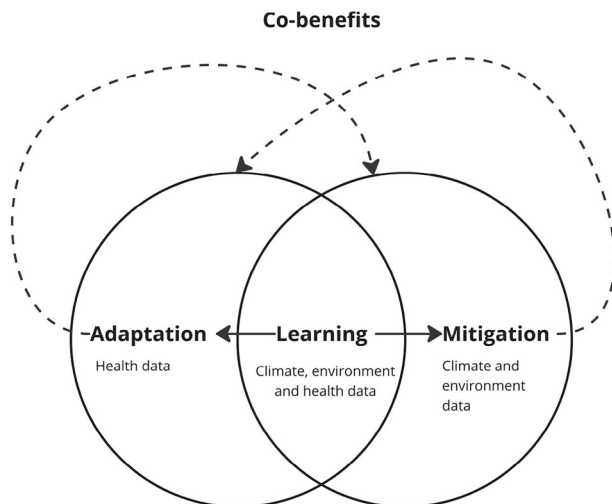 Co-benefits
Adaptation
Health data
Learning
Climate, environment
and health data
Mitigation
Climate and
environment
data